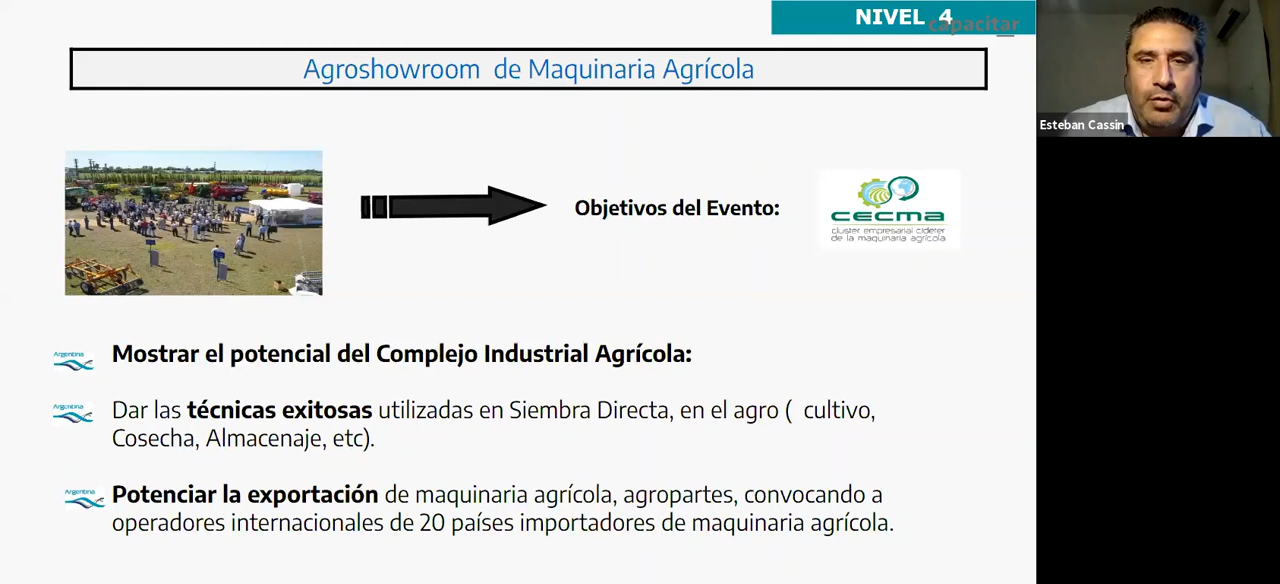 NIVEL 4
capacitar
Agroshowroom de Maquinaria Agrícola
Esteban Cassin
Objetivos del Evento:
cecma
cluster empresarial cideter
de la maquinaria agrícola
Argentina
Mostrar el potencial del Complejo Industrial Agrícola:
Argentina
Dar las técnicas exitosas utilizadas en Siembra Directa, en el agro ( cultivo,
Cosecha, Almacenaje, etc).
Argentina
Potenciar la exportación de maquinaria agrícola, agropartes, convocando a
operadores internacionales de 20 países importadores de maquinaria agrícola.